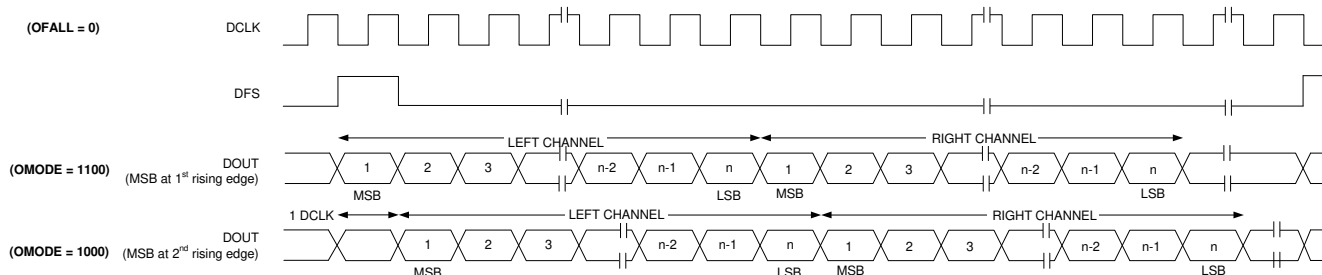 (OFALL = 0) DCLK
DFS
LEFT CHANNEL RIGHT CHANNEL
(OMODE = 1100) DOUT 1 2 3 n-2 n-1 n 1 2 3 n-2 n-1 n
(MSB at 1st rising edge)
MSB LSB MSB LSB
1 DCLK LEFT CHANNEL RIGHT CHANNEL
(OMODE = 1000) DOUT 1 2 3 n-2 n-1 n 1 2 3 n-2 n-1 n
(MSB at 2nd rising edge)
MSB LSB MSB LSB